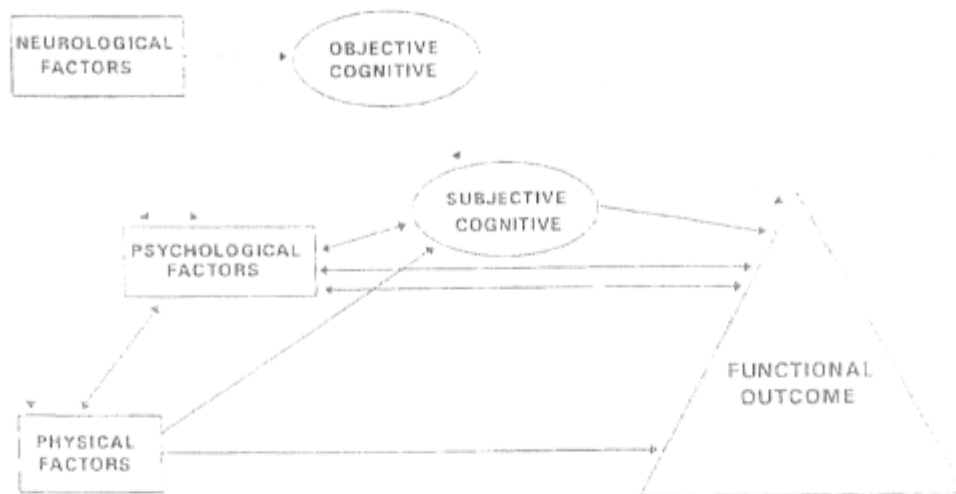 NEUROLOGICAL
FACTORS
OBJECTIVE
COGNITIVE
SUBJECTIVE
COGNITIVE
PSYCHOLOGICAL
FACTORS
FUNCTIONAL
OUTCOME
PHYSICAL
FACTORS